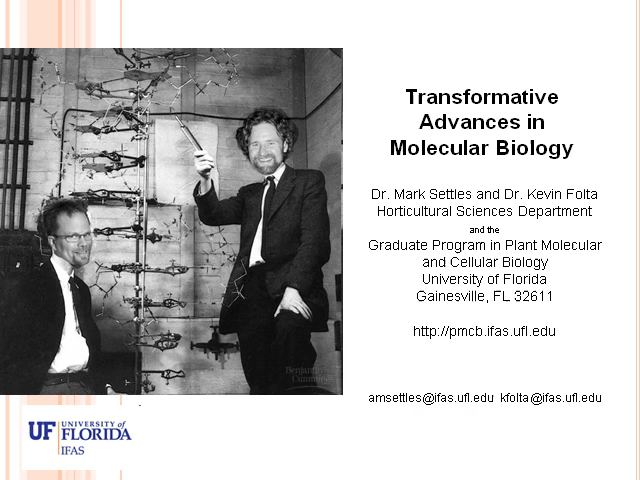 Transformative
Advances in
Molecular Biology
Dr. Mark Settles and Dr. Kevin Folta
Horticultural Sciences Department
and the
Graduate Program in Plant Molecular
and Cellular Biology
University of Florida
Gainesville, FL 32611
http://pmcb.ifas.ufl.edu
amsettles@ifas.ufl.edu kfolta@ifas.ufl.edu
UF UNIVERSITY of
FLORIDA
IFAS